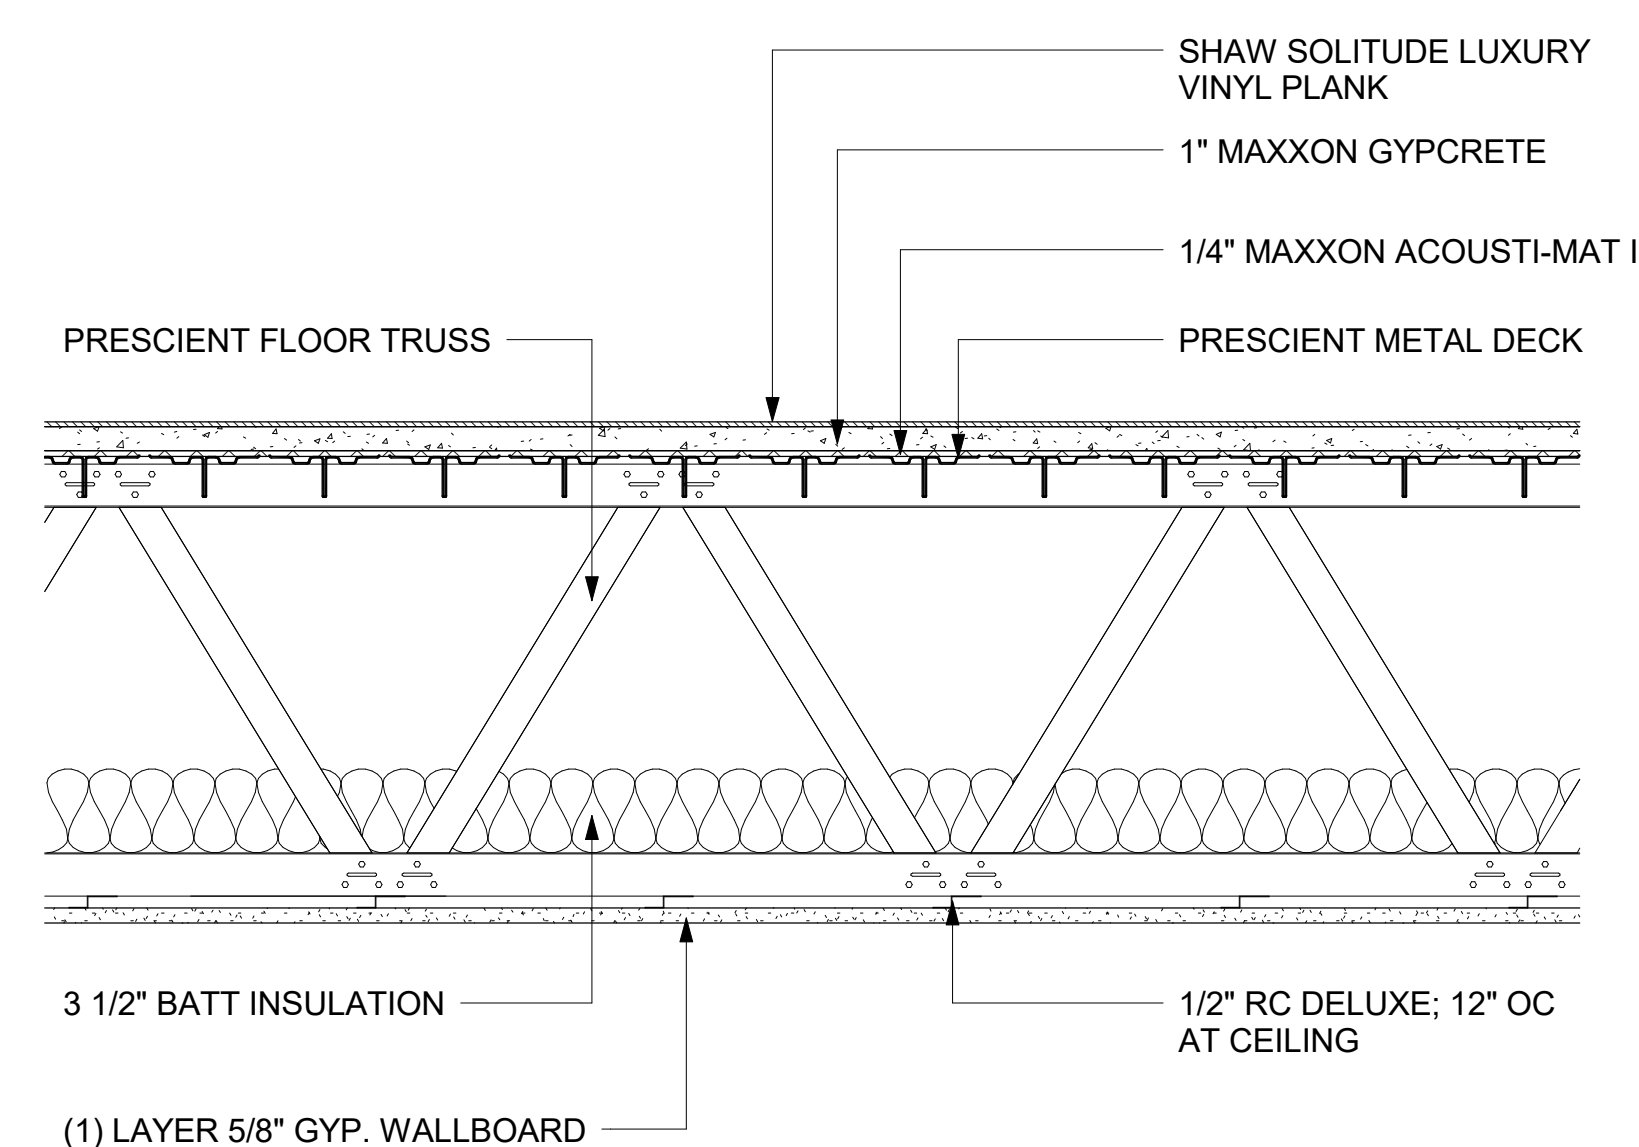 SHAW SOLITUDE LUXURY
VINYL PLANK
1" MAXXON GYPCRETE
1/4" MAXXON ACOUSTI-MAT I
PRESCIENT FLOOR TRUSS
PRESCIENT METAL DECK
3 1/2" BATT INSULATION
1/2" RC DELUXE; 12" OC
AT CEILING
(1) LAYER 5/8" GYP. WALLBOARD